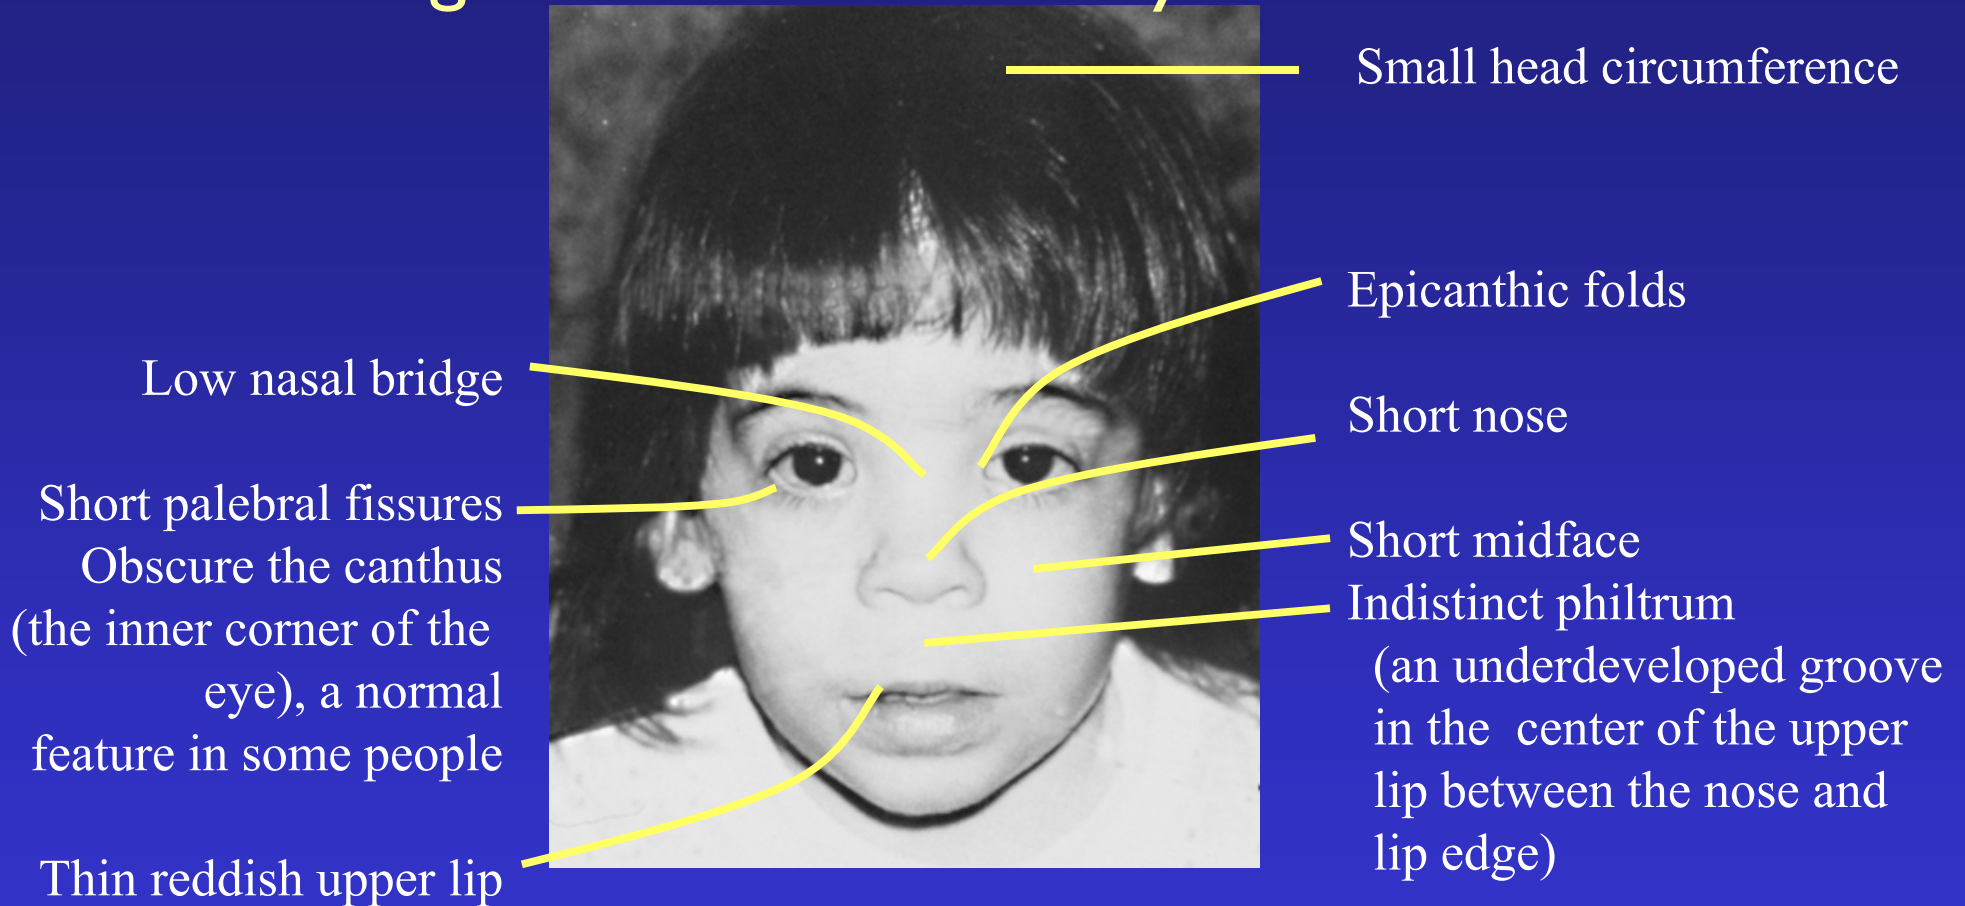 Small head circumference
Epicanthic folds
Low nasal bridge
Short nose
Short palebral fissures
Obscure the canthus
(the inner corner of the
eye), a normal
feature in some people
Short midface
Indistinct philtrum
(an underdeveloped groove
in the center of the upper
lip between the nose and
lip edge)
Thin reddish upper lip